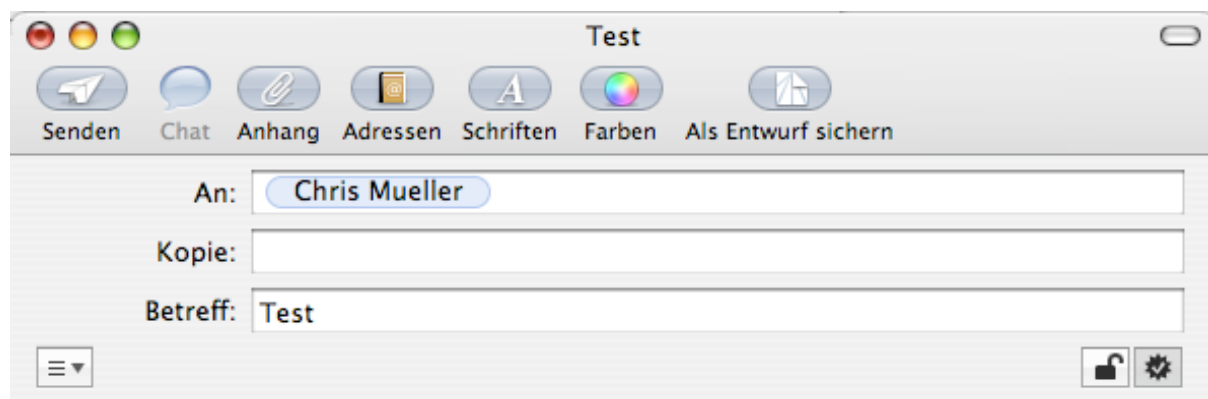 Test
Senden Chat Anhang Adressen Schriften Farben Als Entwurf sichern
An: Chris Mueller
Kopie:
Betreff: Test